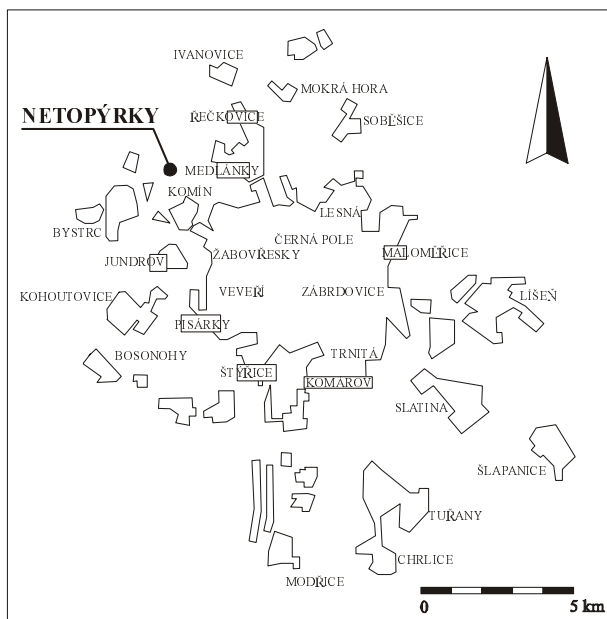 IVANOVICE
MOKRÁ HORA
NETOPÝRKY
ŘEČKOVICE
SOBĚŠICE
MEDLÁNKY
KOMÍN
LESNÁ
BYSTRC
ČERNÁ POLE
JUNDROV
ŽABOVŘESKY
MALOMĚŘICE
KOHOUTOVICE
VEVEŘÍ
ZÁBRDOVICE
LÍŠEŇ
PISÁRKY
BOSONOHY
TRNITÁ
ŠTÝŘICE
KOMÁROV
SLATINA
ŠLAPANICE
TUŘANY
CHRLICE
MODŘICE
0 5 km